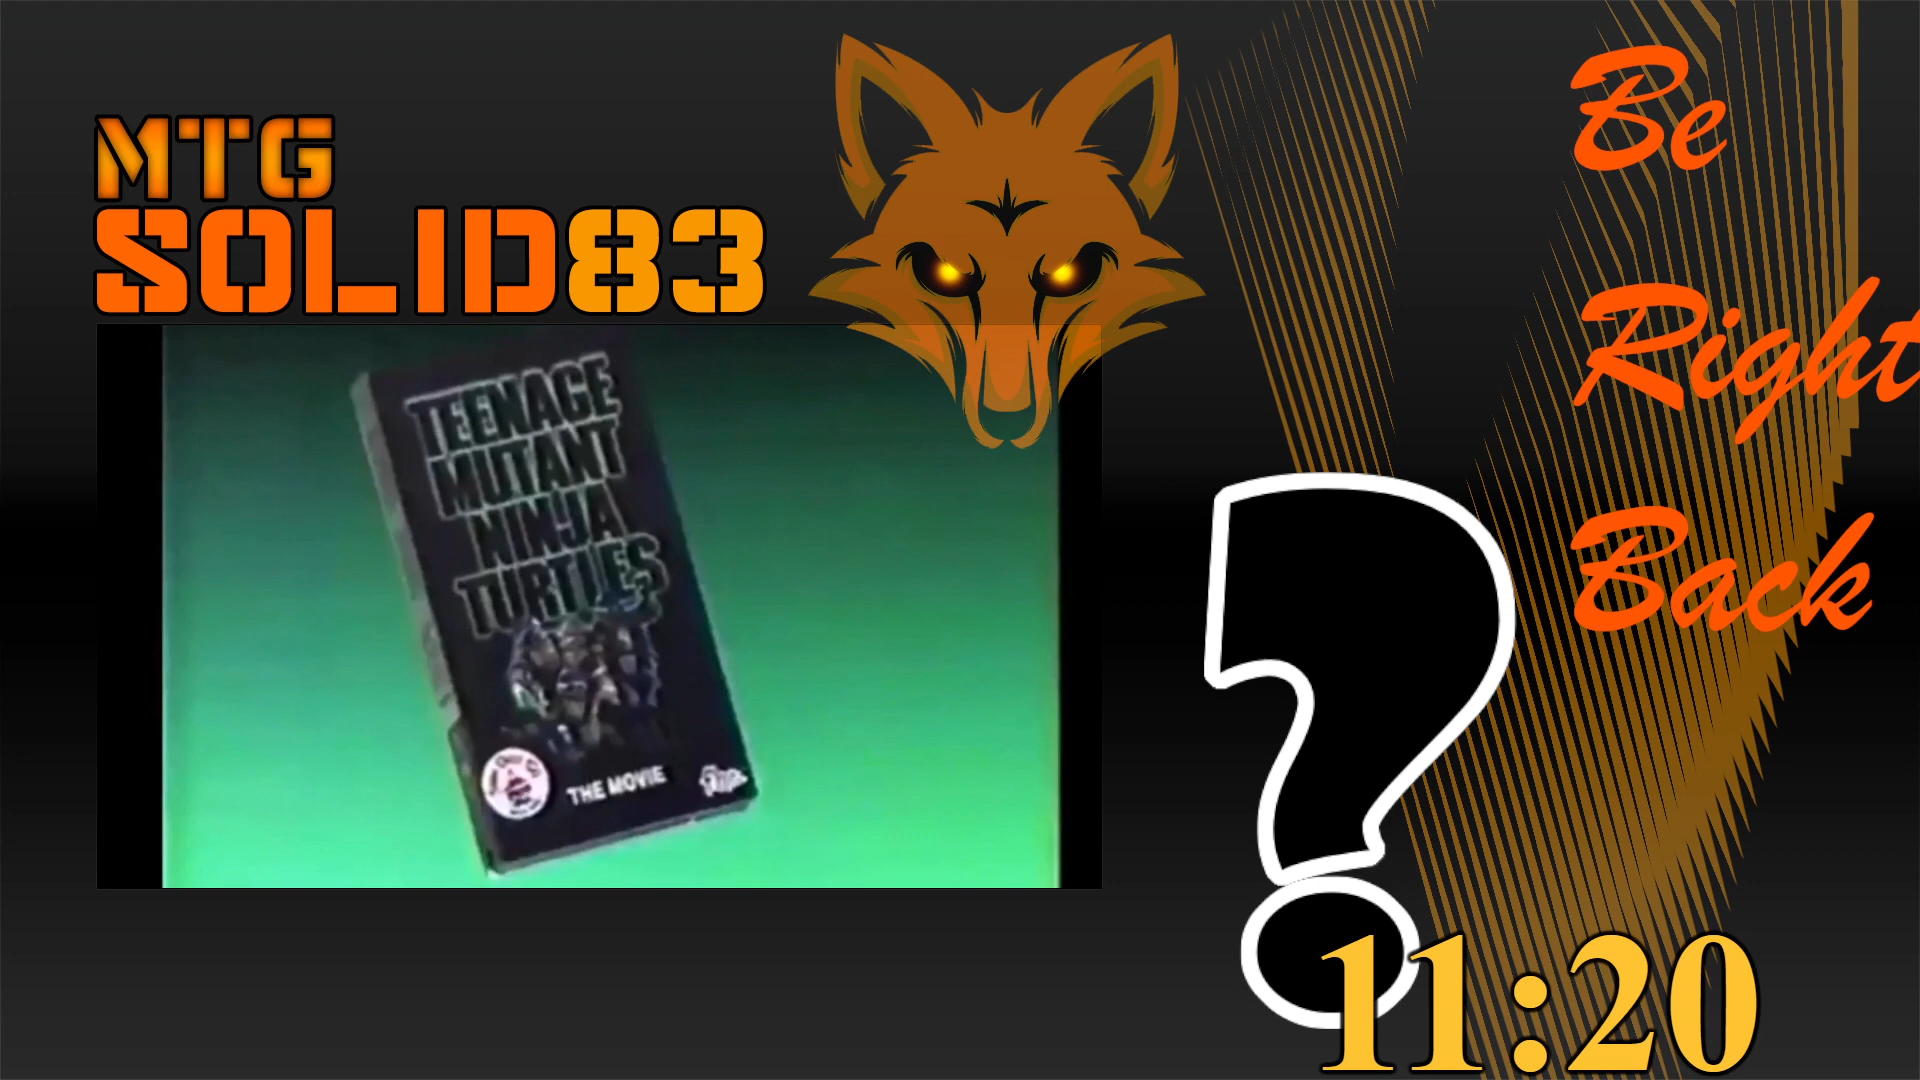 MTG
SOLID83
TEENAGE
MUTANT
NINJA
TURTLES
THE MOVIE
Be
Right
Back
?
11:20